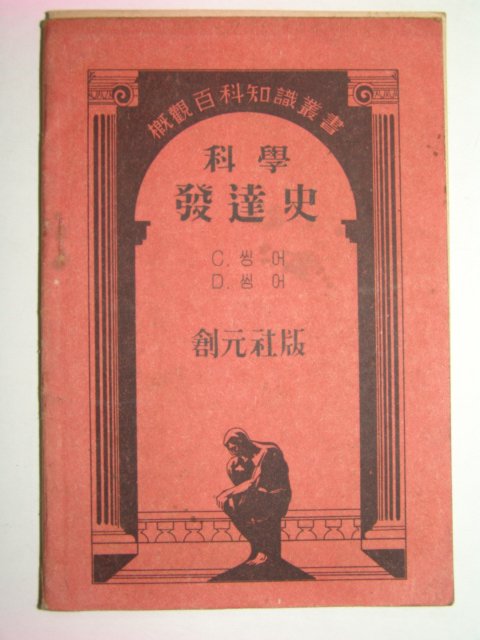 槪觀百科知識叢書
科學
發達史
C. 씽 어
D. 씽 어
創元社版